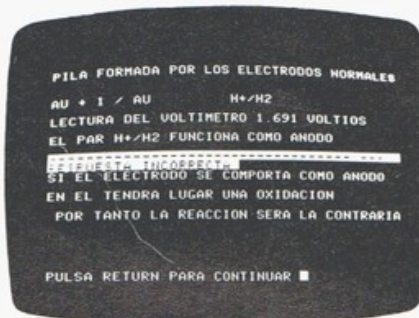 PILA FORMADA POR LOS ELECTRODOS NORMALES
AU + 1 / AU H+/H2
LECTURA DEL VOLTIMETRO 1.691 VOLTIOS
EL PAR H+/H2 FUNCIONA COMO ANODO
INCORRECTA
SI EL ELECTRODO SE COMPORTA COMO ANODO
EN EL TENDRA LUGAR UNA OXIDACION
POR TANTO LA REACCION SERA LA CONTRARIA
PULSA RETURN PARA CONTINUAR